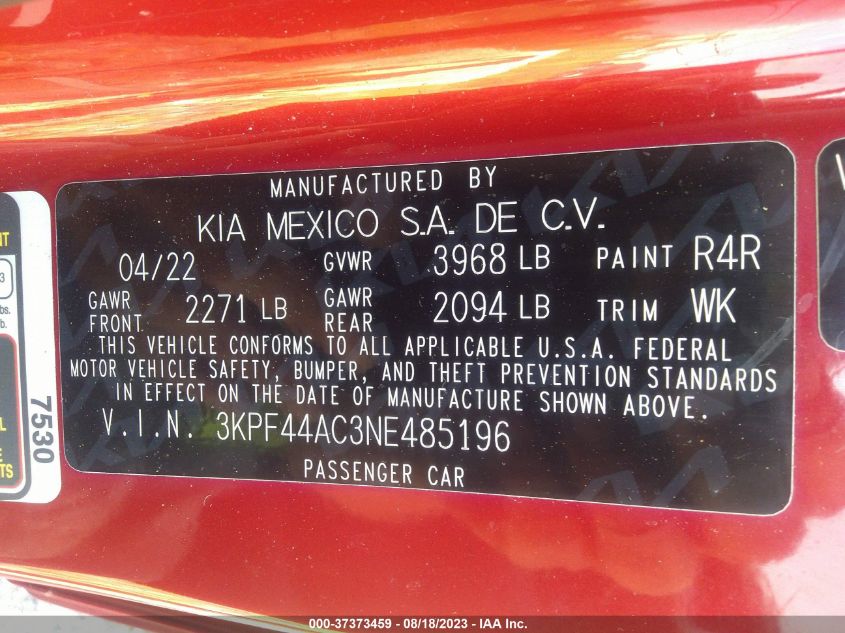 MANUFACTURED BY
KIA MEXICO S.A. DE C.V.
04/22 GVWR 3968 LB PAINT R4R
GAWR FRONT 2271 LB GAWR REAR 2094 LB TRIM WK
THIS VEHICLE CONFORMS TO ALL APPLICABLE U.S.A. FEDERAL
MOTOR VEHICLE SAFETY, BUMPER, AND THEFT PREVENTION STANDARDS
IN EFFECT ON THE DATE OF MANUFACTURE SHOWN ABOVE.
V.I.N. 3KPF44AC3NE485196
PASSENGER CAR
7530
000-37373459 - 08/18/2023 - IAA Inc.